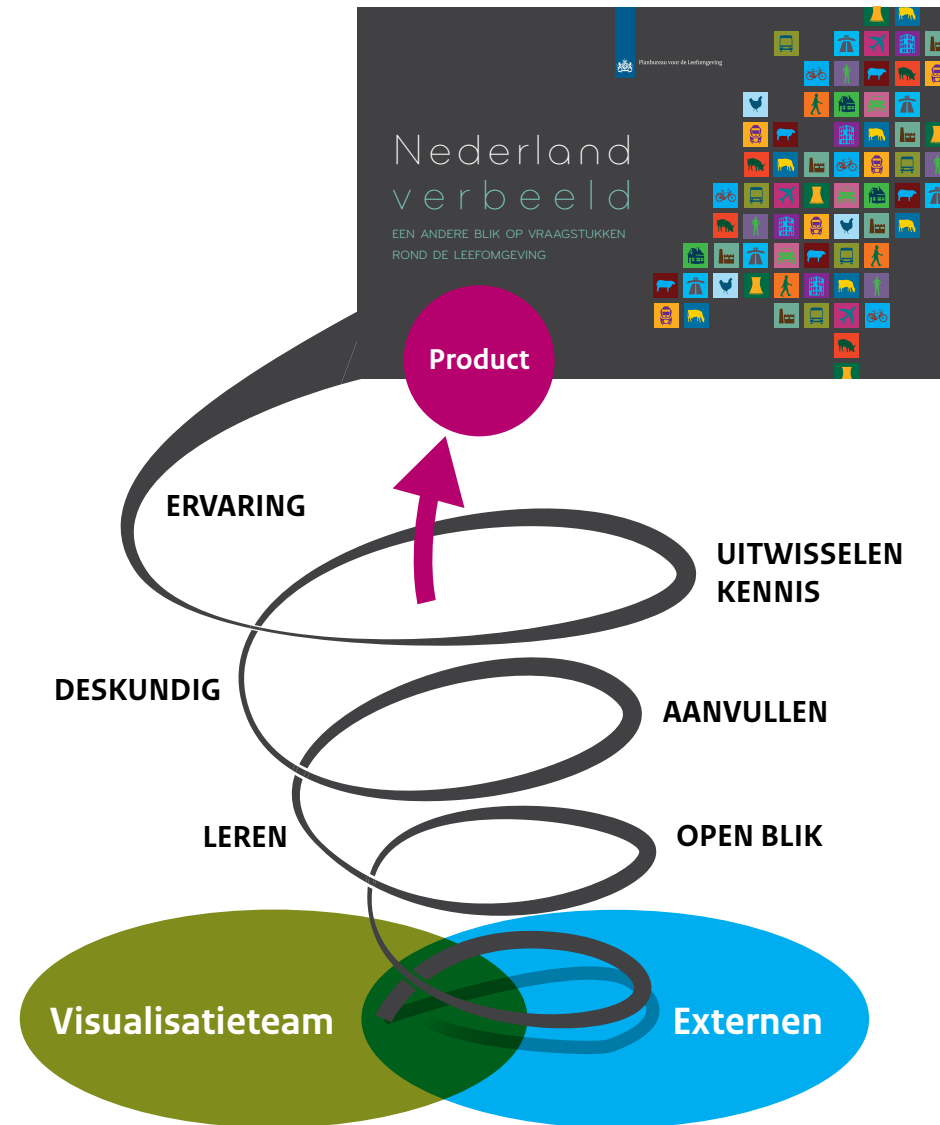 Planbureau voor de Leefomgeving
Nederland
verbeeld
EEN ANDERE BLIK OP VRAAGSTUKKEN
ROND DE LEEFOMGEVING
Product
ERVARING
UITWISSELEN
KENNIS
DESKUNDIG
AANVULLEN
LEREN
OPEN BLIK
Visualisatieteam
Externen